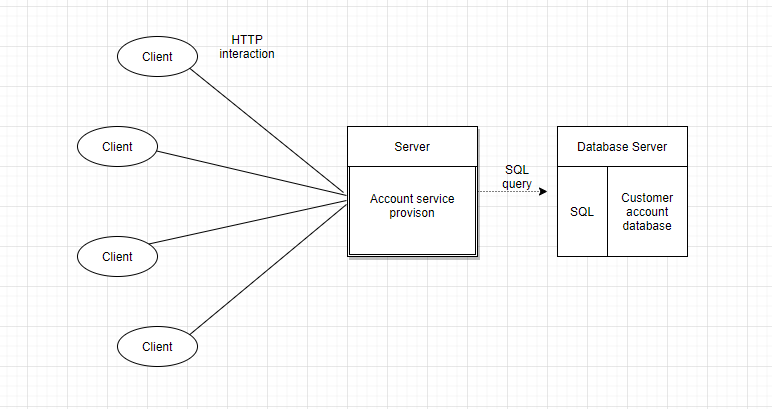 HTTP
interaction
Client
Client
Client
Client
Server
Account service
provison
SQL
query
Database Server
SQL
Customer
account
database